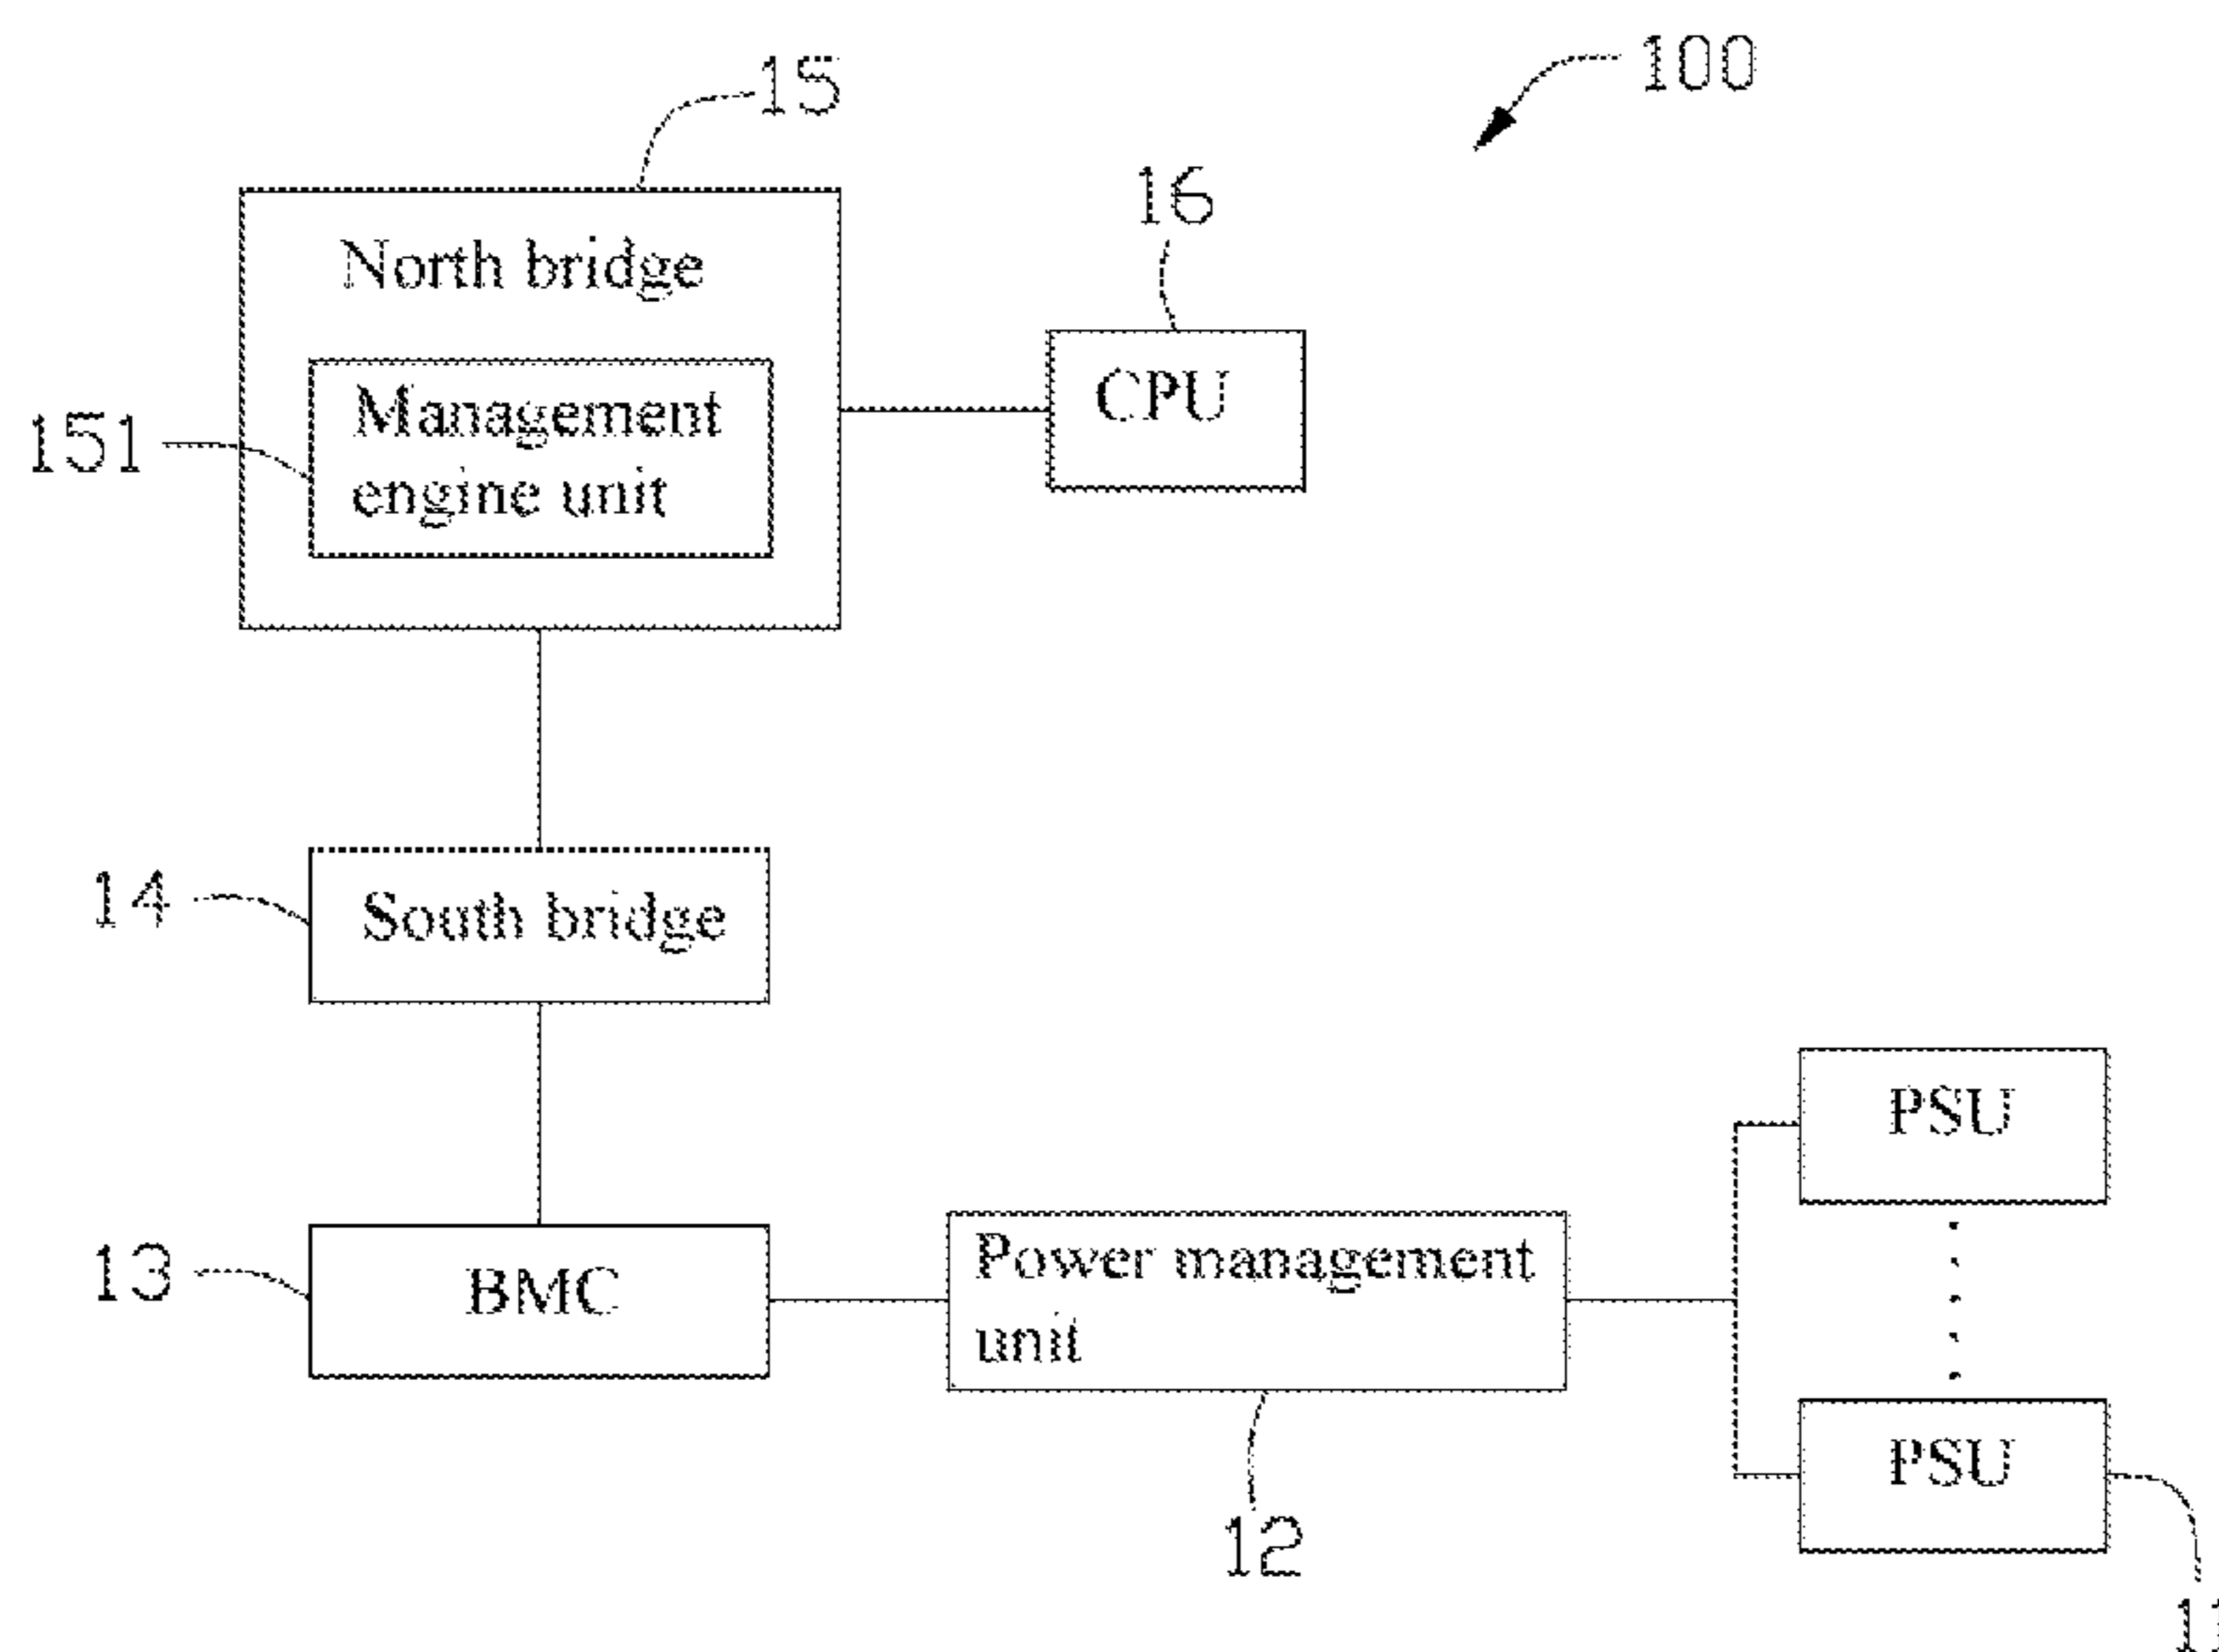 15
100
16
North bridge
CPU
151
Management
engine unit
14
South bridge
PSU
13
BMC
Power management
unit
PSU
12
11